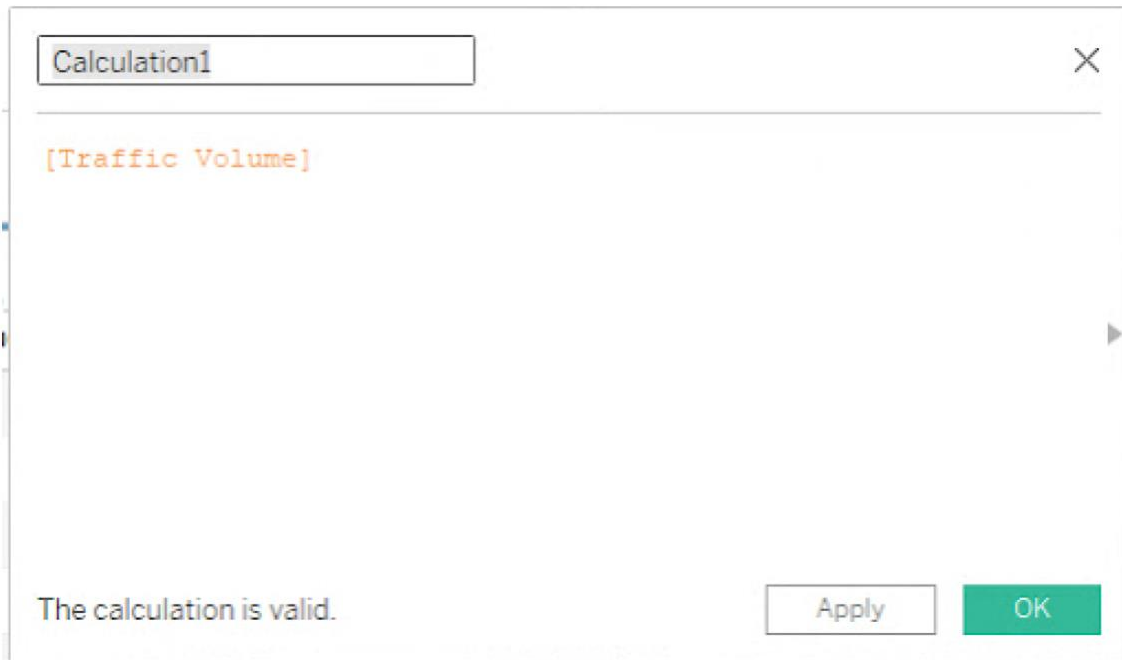 Calculation1
[Traffic Volume]
The calculation is valid.
Apply
OK